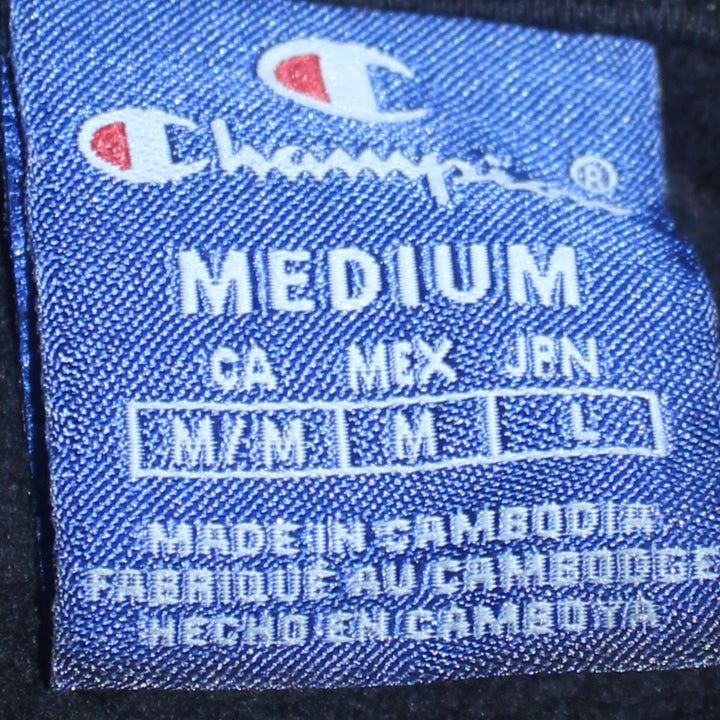 Champion®
MEDIUM
CA MEX JPN
M/M M L
MADE IN CAMBODIA
FABRIQUÉ AU CAMBODGE
HECHO EN CAMBOYA